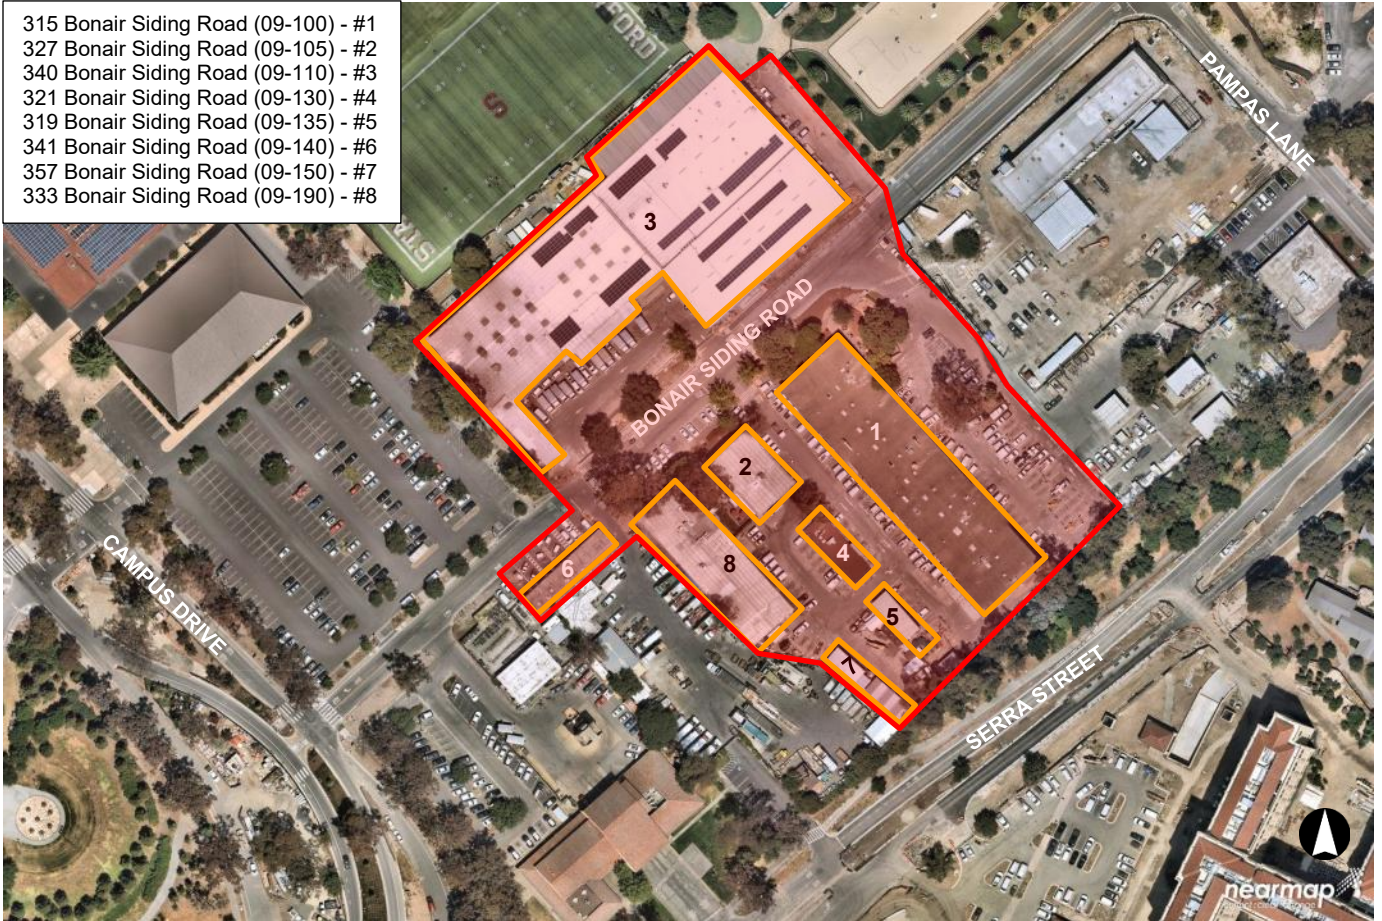 315 Bonair Siding Road (09-100) - #1
327 Bonair Siding Road (09-105) - #2
340 Bonair Siding Road (09-110) - #3
321 Bonair Siding Road (09-130) - #4
319 Bonair Siding Road (09-135) - #5
341 Bonair Siding Road (09-140) - #6
357 Bonair Siding Road (09-150) - #7
333 Bonair Siding Road (09-190) - #8
FORD
S
STA
PAMPAS LANE
3
BONAIR SIDING ROAD
1
2
4
8
6
5
7
CAMPUS DRIVE
SERRA STREET
nearmap